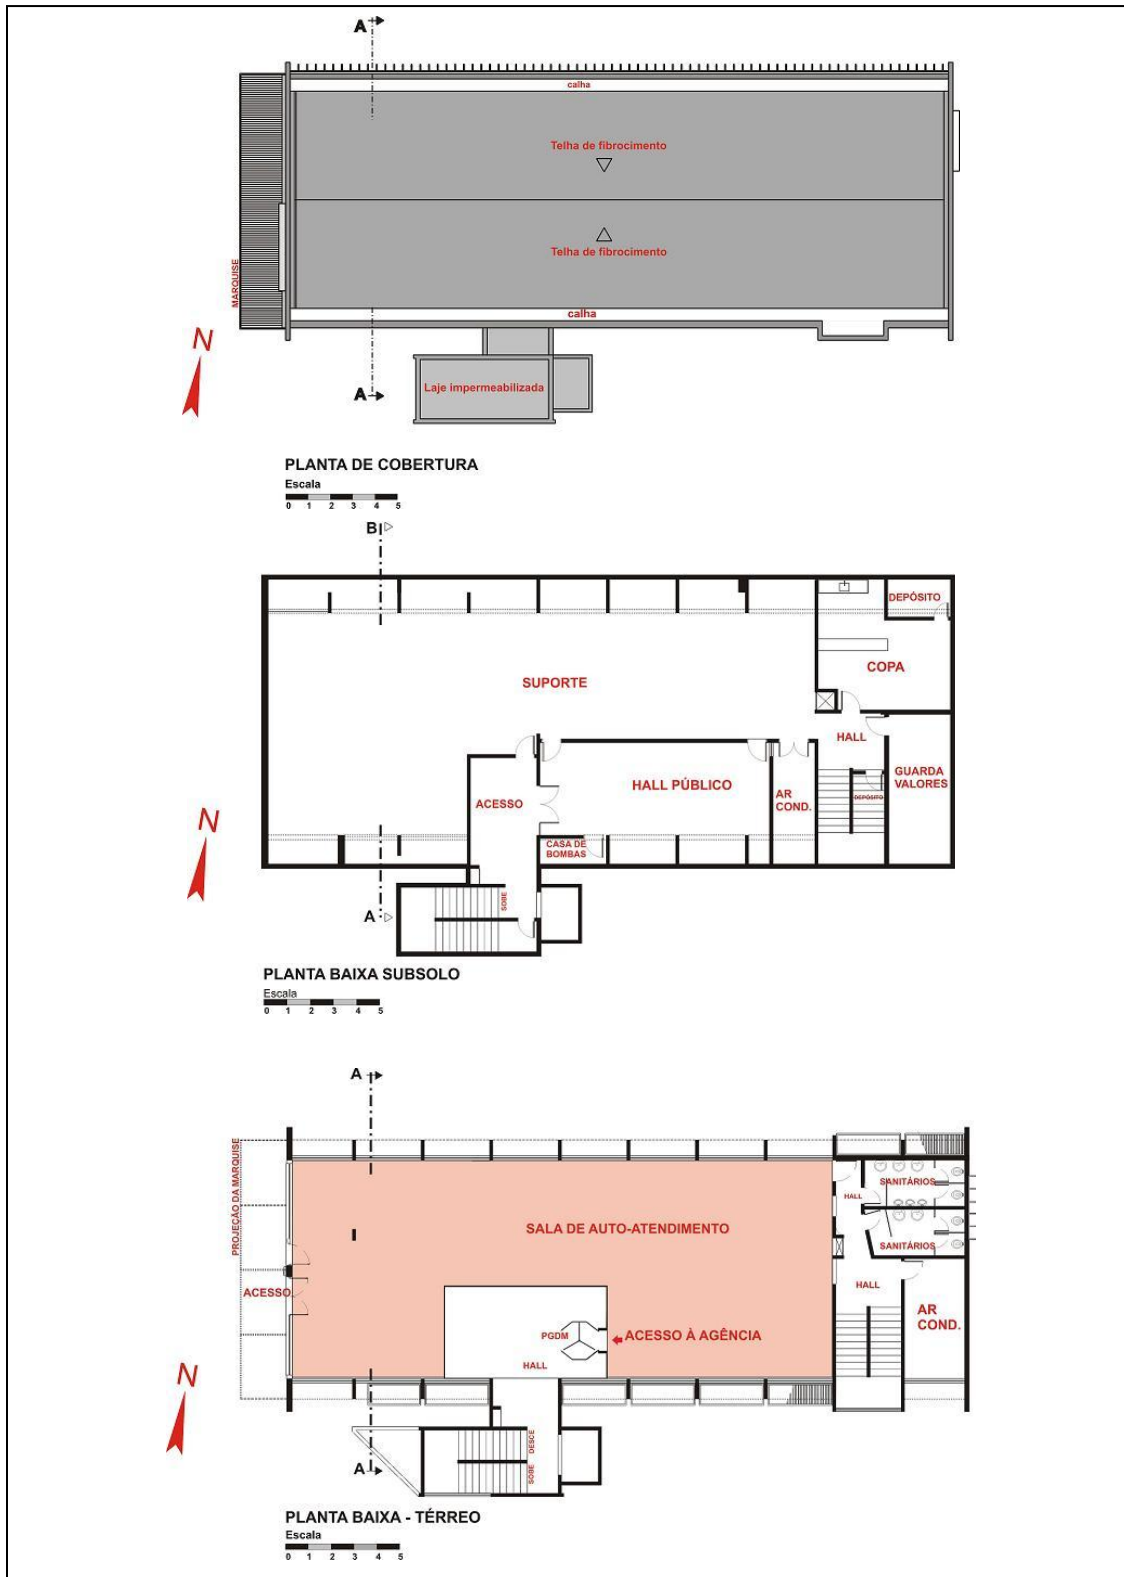 A
calha
Telha de fibrocimento
Telha de fibrocimento
MARQUISE
calha
N
A
Laje impermeabilizada
PLANTA DE COBERTURA
Escala
0 1 2 3 4 5
B
DEPÓSITO
COPA
SUPORTE
HALL
HALL PÚBLICO
GUARDA
VALORES
AR
COND.
DEPÓSITO
ACESSO
N
CASA DE
BOMBAS
SOBE
A
PLANTA BAIXA SUBSOLO
Escala
0 1 2 3 4 5
A
PROJEÇÃO DA MARQUISE
SANITÁRIOS
HALL
SALA DE AUTO-ATENDIMENTO
SANITÁRIOS
ACESSO
HALL
AR
COND.
PGDM
ACESSO À AGÊNCIA
HALL
N
DESCE
SOBE
A
PLANTA BAIXA - TÉRREO
Escala
0 1 2 3 4 5